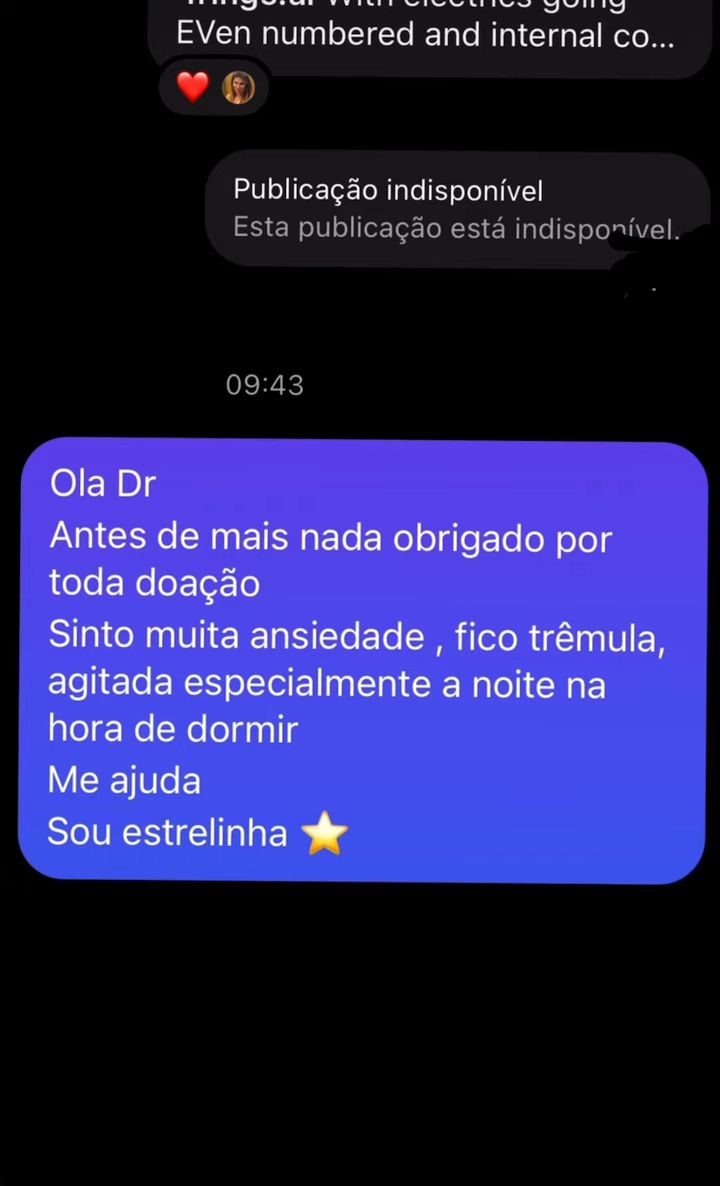 EVen numbered and internal co...
Publicação indisponível
Esta publicação está indisponível.
09:43
Ola Dr
Antes de mais nada obrigado por
toda doação
Sinto muita ansiedade , fico trêmula,
agitada especialmente a noite na
hora de dormir
Me ajuda
Sou estrelinha ⭐